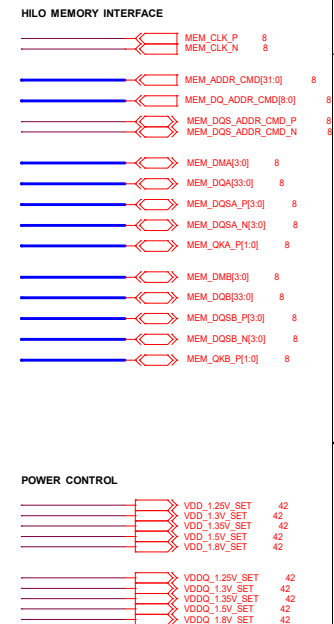 HILO MEMORY INTERFACE
MEM_CLK_P 8
MEM_CLK_N 8
MEM_ADDR_CMD[31:0] 8
MEM_DQ_ADDR_CMD[8:0] 8
MEM_DQS_ADDR_CMD_P 8
MEM_DQS_ADDR_CMD_N 8
MEM_DMA[3:0] 8
MEM_DQA[33:0] 8
MEM_DQSA_P[3:0] 8
MEM_DQSA_N[3:0] 8
MEM_QKA_P[1:0] 8
MEM_DMB[3:0] 8
MEM_DQB[33:0] 8
MEM_DQSB_P[3:0] 8
MEM_DQSB_N[3:0] 8
MEM_QKB_P[1:0] 8
POWER CONTROL
VDD_1.25V_SET 42
VDD_1.3V_SET 42
VDD_1.35V_SET 42
VDD_1.5V_SET 42
VDD_1.8V_SET 42
VDDQ_1.25V_SET 42
VDDQ_1.3V_SET 42
VDDQ_1.35V_SET 42
VDDQ_1.5V_SET 42
VDDQ_1.8V_SET 42